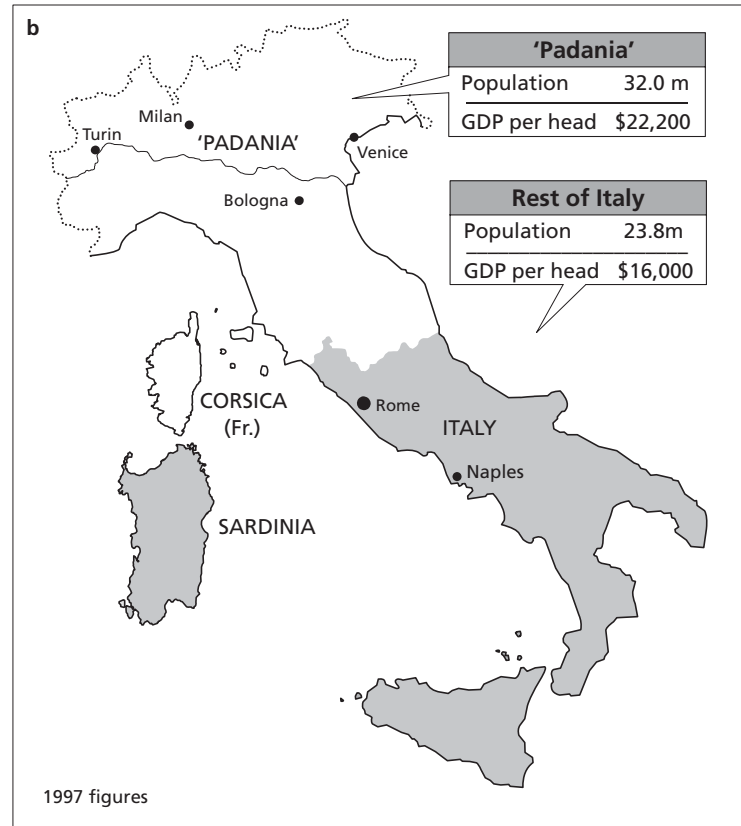 b
'Padania'
Population 32.0 m
GDP per head $22,200
Milan
Turin
'PADANIA'
Venice
Bologna
Rest of Italy
Population 23.8m
GDP per head $16,000
CORSICA
(Fr.)
Rome
ITALY
Naples
SARDINIA
1997 figures